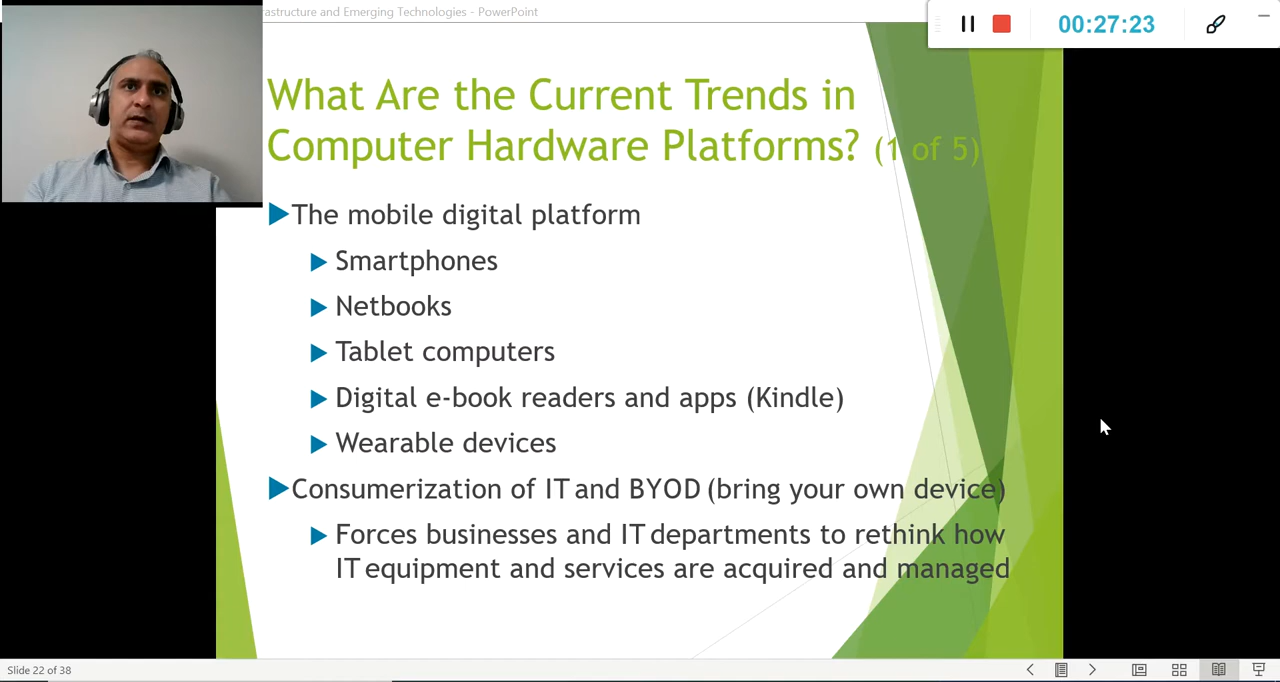 frastructure and Emerging Technologies - PowerPoint
00:27:23
What Are the Current Trends in
Computer Hardware Platforms? (1 of 5)
The mobile digital platform
Smartphones
Netbooks
Tablet computers
Digital e-book readers and apps (Kindle)
Wearable devices
Consumerization of IT and BYOD (bring your own device)
Forces businesses and IT departments to rethink how
IT equipment and services are acquired and managed
Slide 22 of 38